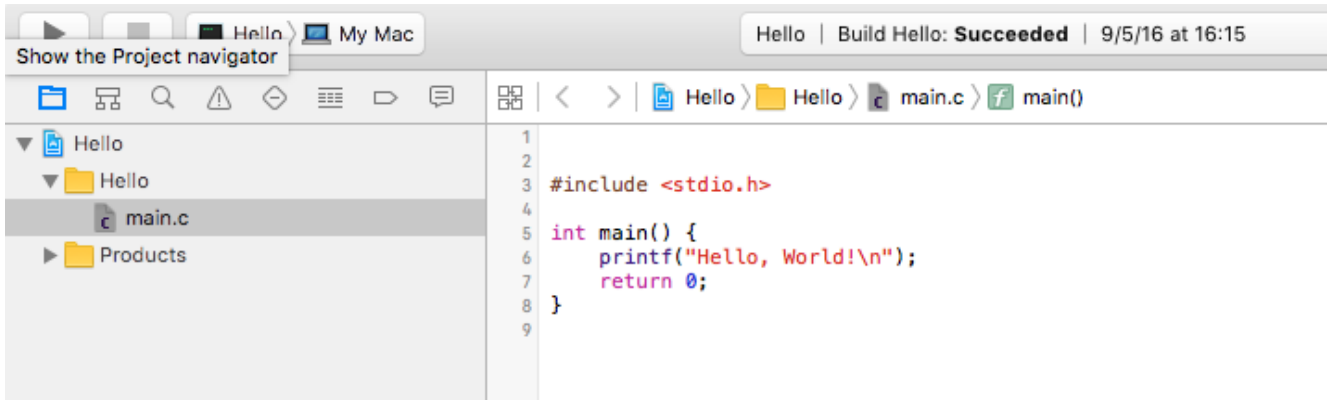 Hello 〉 My Mac
Hello | Build Hello: Succeeded | 9/5/16 at 16:15
Show the Project navigator
Hello 〉 Hello 〉 main.c 〉 main()
Hello
Hello
main.c
Products
1
2
3 #include <stdio.h>
4
5 int main() {
6     printf("Hello, World!\n");
7     return 0;
8 }
9